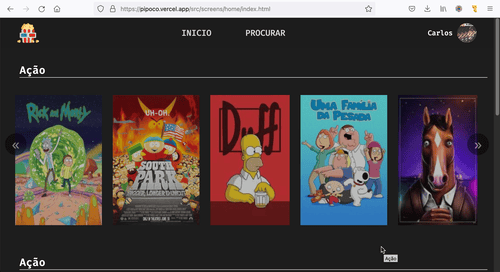 https://pipoco.vercel.app/src/screens/home/index.html
INICIO
PROCURAR
Carlos
Ação
«
»
Rick and Morty
UH-OH.
SOUTH
PARK
Duff
UMA FAMÍLIA
DA PESADA
Ação
Ação